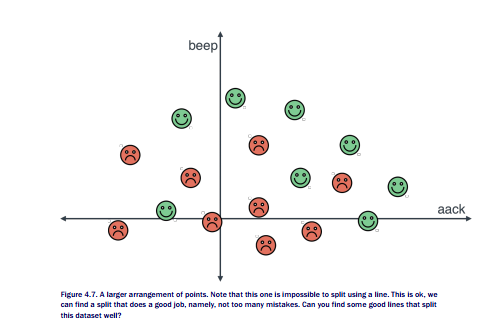 beep
aack
Figure 4.7. A larger arrangement of points. Note that this one is impossible to split using a line. This is ok, we
can find a split that does a good job, namely, not too many mistakes. Can you find some good lines that split
this dataset well?